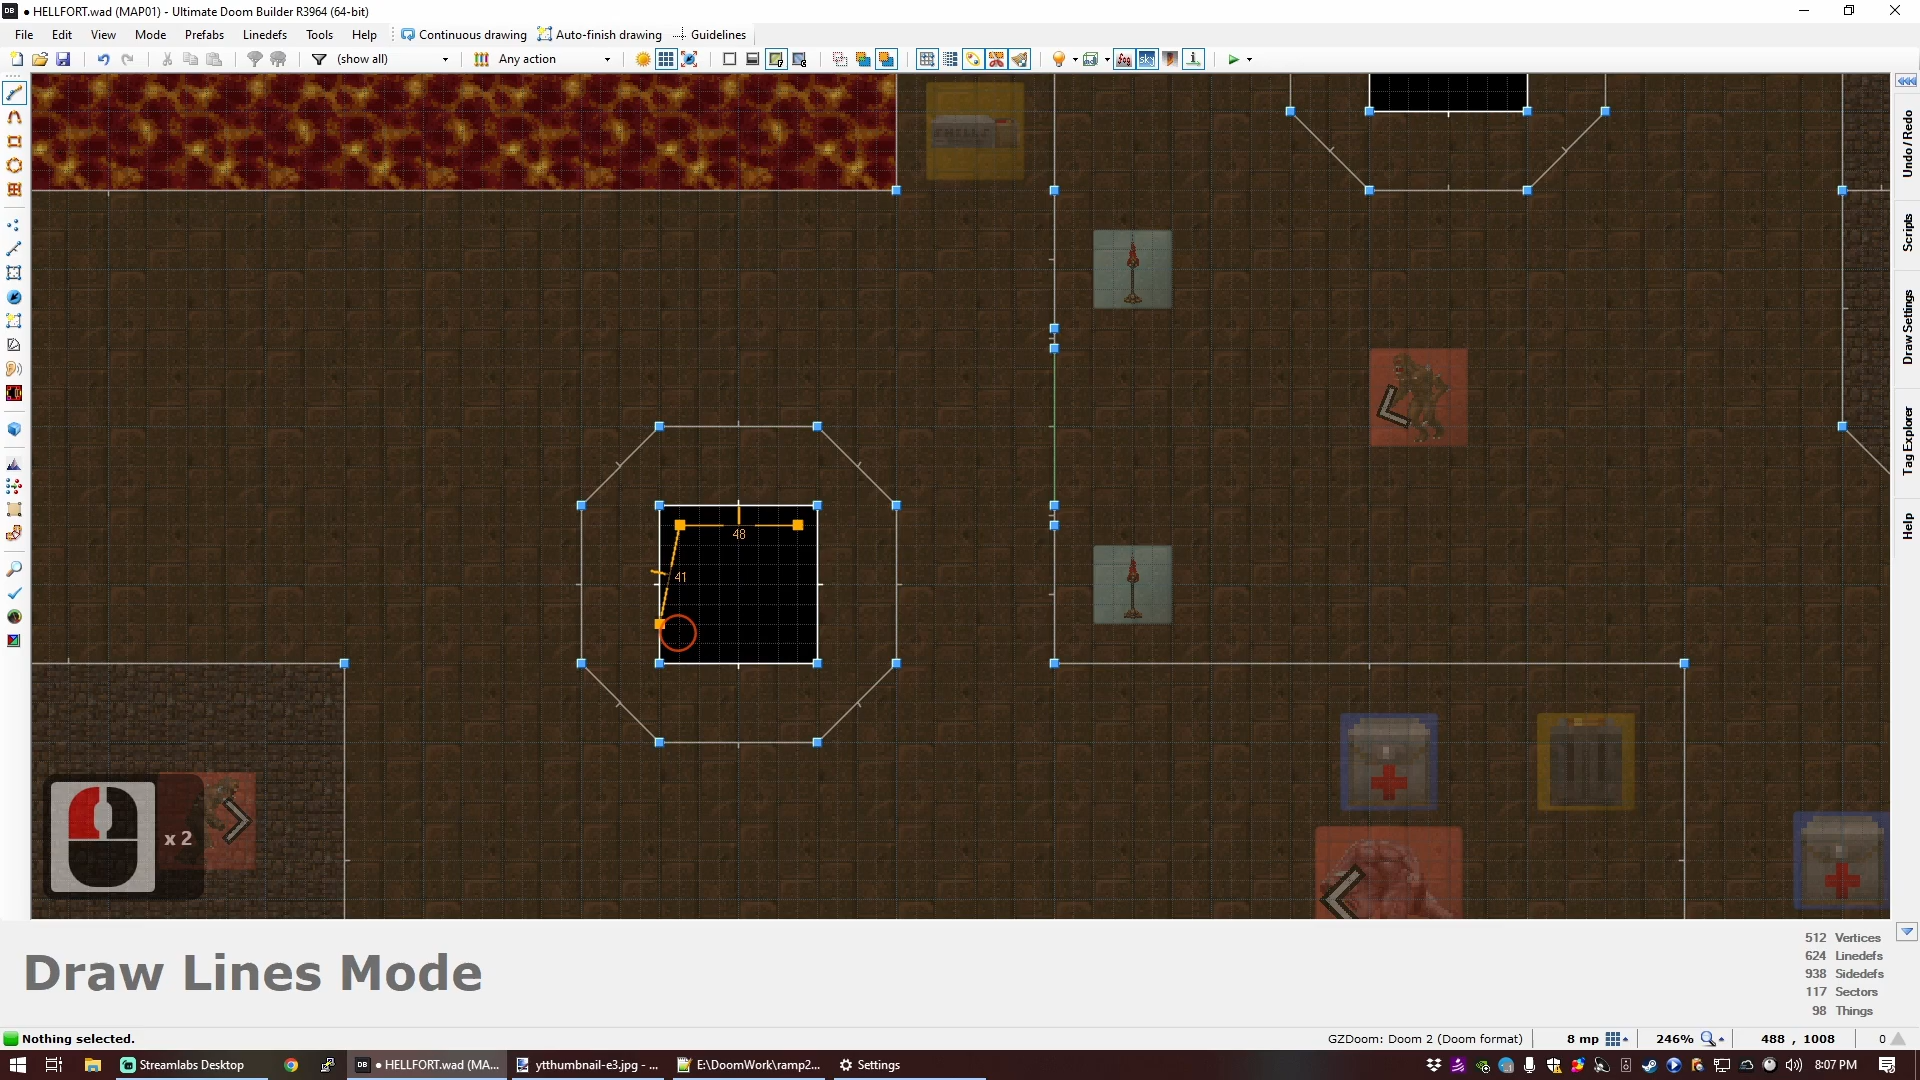 ● HELLFORT.wad (MAP01) - Ultimate Doom Builder R3964 (64-bit)
File Edit View Mode Prefabs Linedefs Tools Help Continuous drawing Auto-finish drawing Guidelines
(show all) Any action
Undo / Redo
Scripts
Draw Settings
Tag Explorer
Help
SHELLS
48
41
x 2
Draw Lines Mode
512 Vertices
624 Linedefs
938 Sidedefs
117 Sectors
98 Things
Nothing selected. GZDoom: Doom 2 (Doom format) 8 mp 246% 488 , 1008 0
Streamlabs Desktop ● HELLFORT.wad (MA... ytthumbnail-e3.jpg - ... E:\DoomWork\ramp2... Settings 8:07 PM